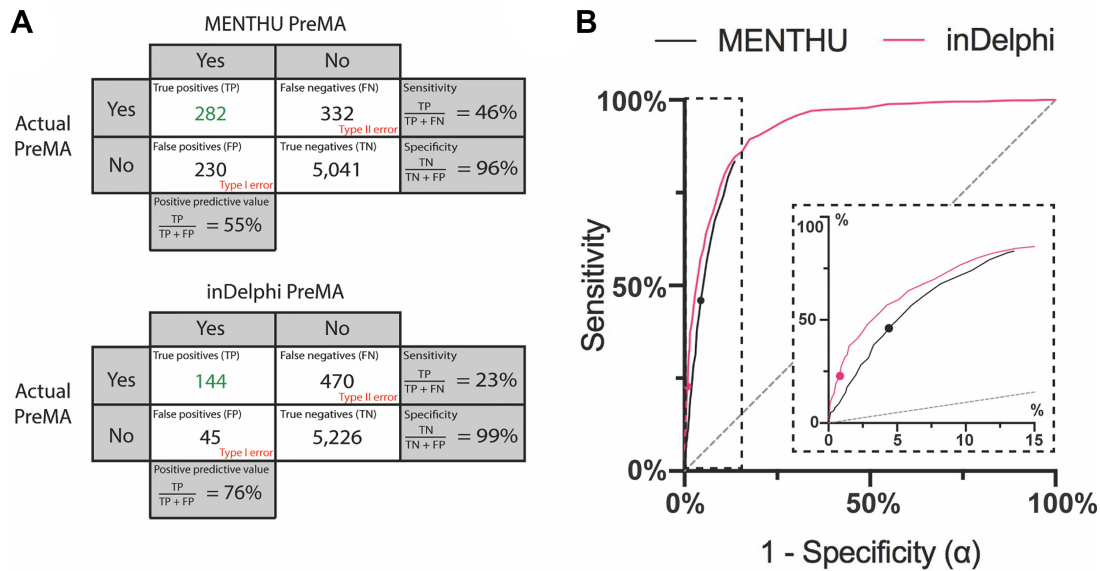 A
MENTHU PreMA
Yes No
Actual
PreMA
Yes
True positives (TP)
282
False negatives (FN)
332
Type II error
Sensitivity
TP
TP + FN
= 46%
No
False positives (FP)
230
Type I error
True negatives (TN)
5,041
Specificity
TN
TN + FP
= 96%
Positive predictive value
TP
TP + FP
= 55%
inDelphi PreMA
Yes No
Actual
PreMA
Yes
True positives (TP)
144
False negatives (FN)
470
Type II error
Sensitivity
TP
TP + FN
= 23%
No
False positives (FP)
45
Type I error
True negatives (TN)
5,226
Specificity
TN
TN + FP
= 99%
Positive predictive value
TP
TP + FP
= 76%
B
MENTHU inDelphi
Sensitivity
100%
50%
0%
0% 50% 100%
1 - Specificity (α)
100 %
50
0
%
0 5 10 15